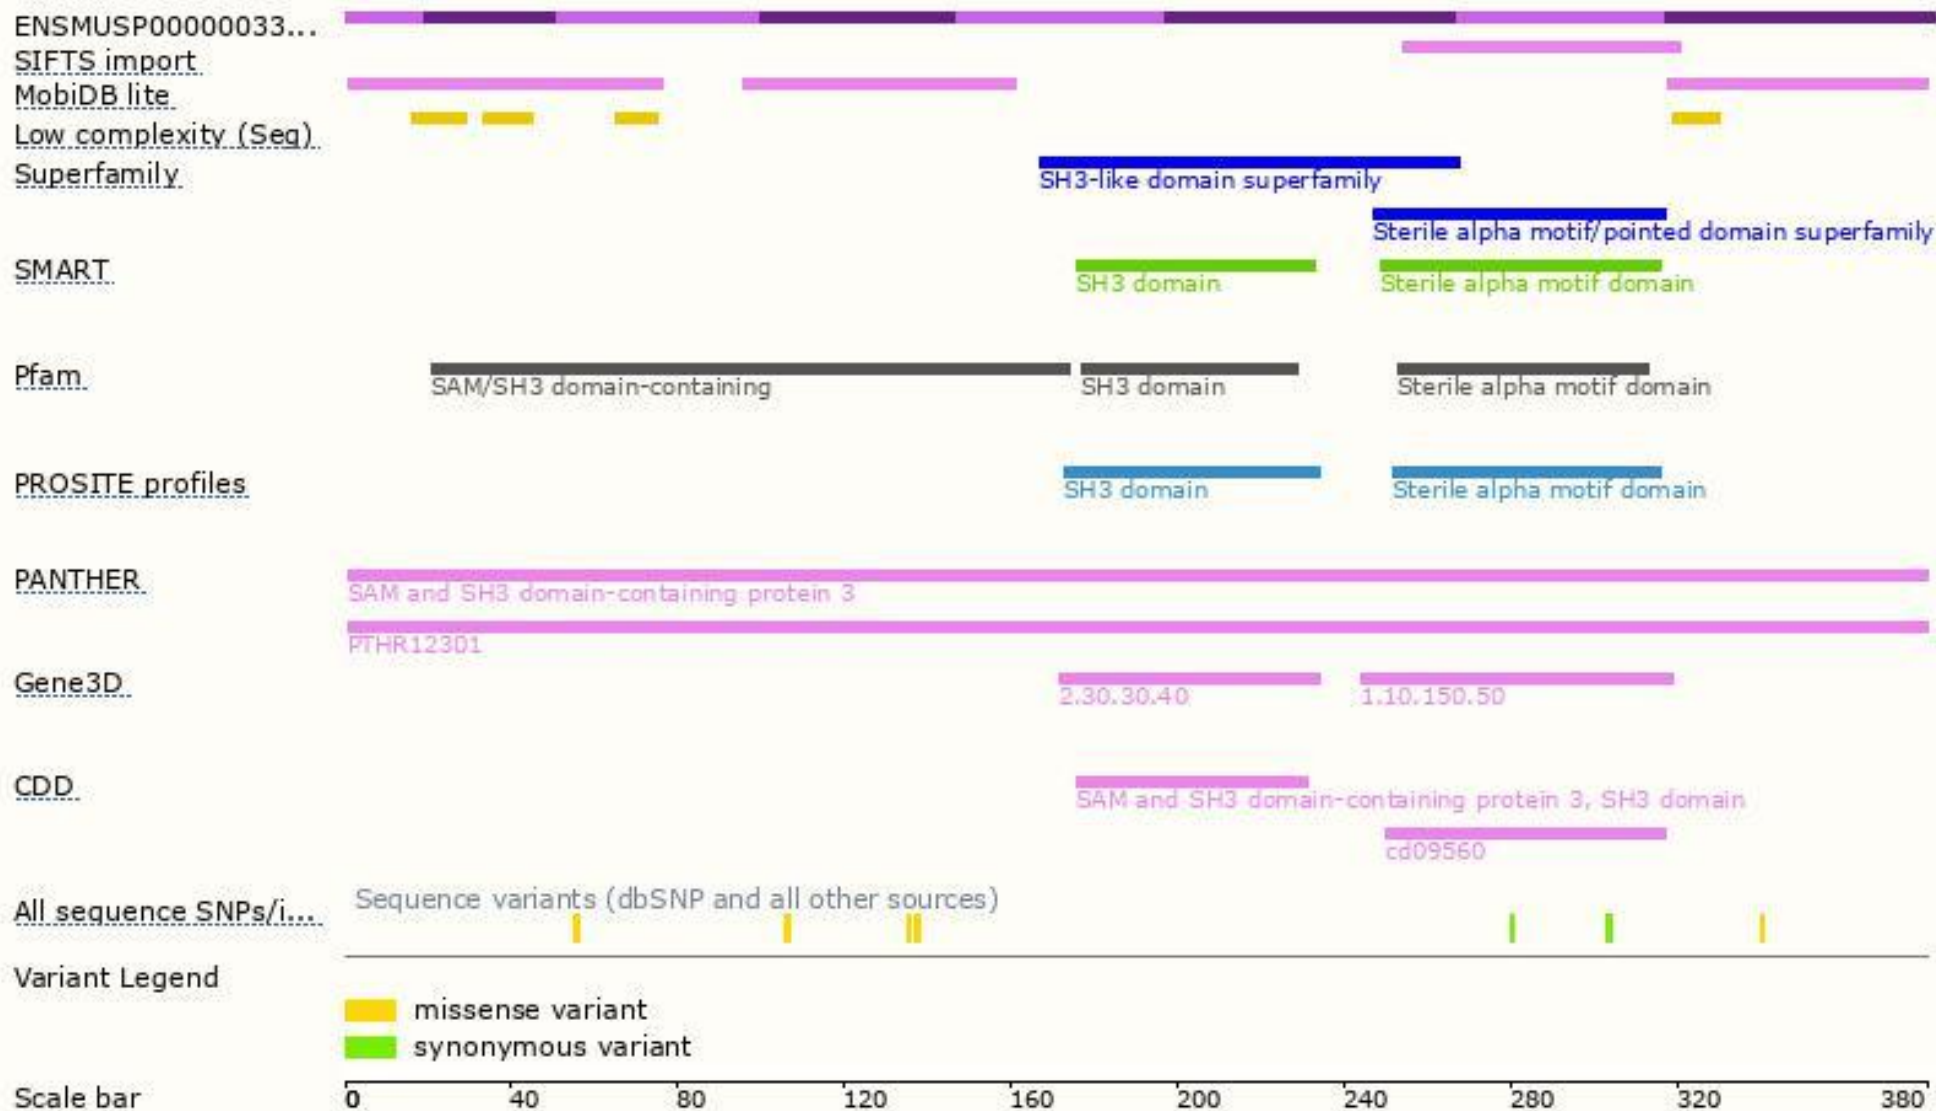 ENSMUSP00000033...
SIFTS import
MobiDB lite
Low complexity (Seg)
Superfamily
SH3-like domain superfamily
Sterile alpha motif/pointed domain superfamily
SMART
SH3 domain
Sterile alpha motif domain
Pfam
SAM/SH3 domain-containing
SH3 domain
Sterile alpha motif domain
PROSITE profiles
SH3 domain
Sterile alpha motif domain
PANTHER
SAM and SH3 domain-containing protein 3
PTHR12301
Gene3D
2.30.30.40
1.10.150.50
CDD
SAM and SH3 domain-containing protein 3, SH3 domain
cd09560
All sequence SNPs/i...
Sequence variants (dbSNP and all other sources)
Variant Legend
missense variant
synonymous variant
Scale bar
0 40 80 120 160 200 240 280 320 380